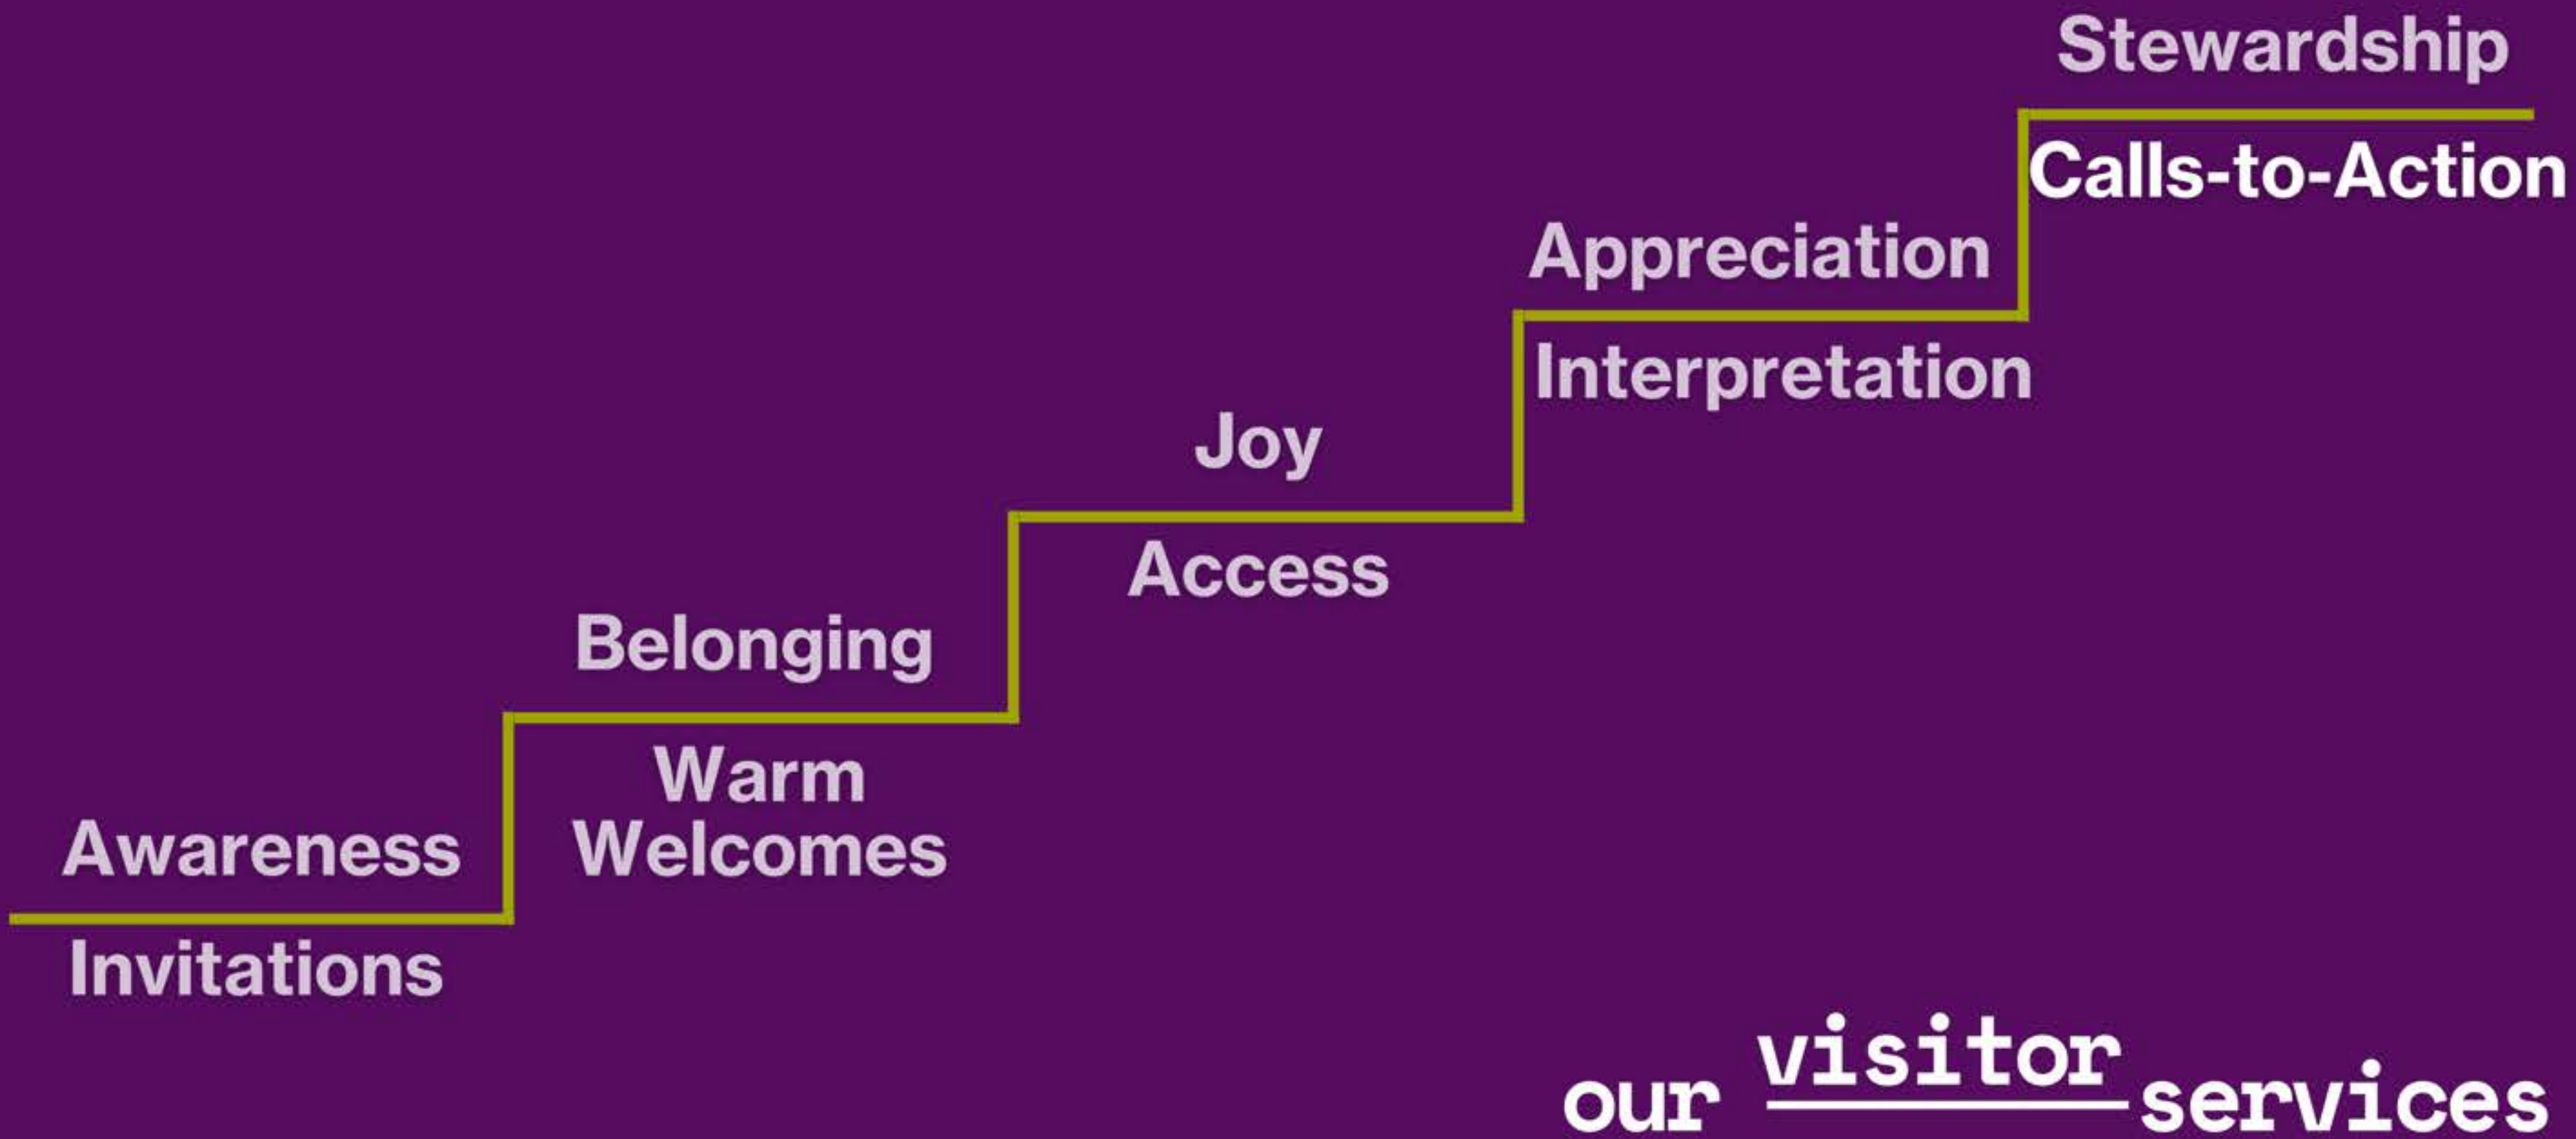 Stewardship
Calls-to-Action
Appreciation
Interpretation
Joy
Access
Belonging
Warm
Welcomes
Awareness
Invitations
our visitor services